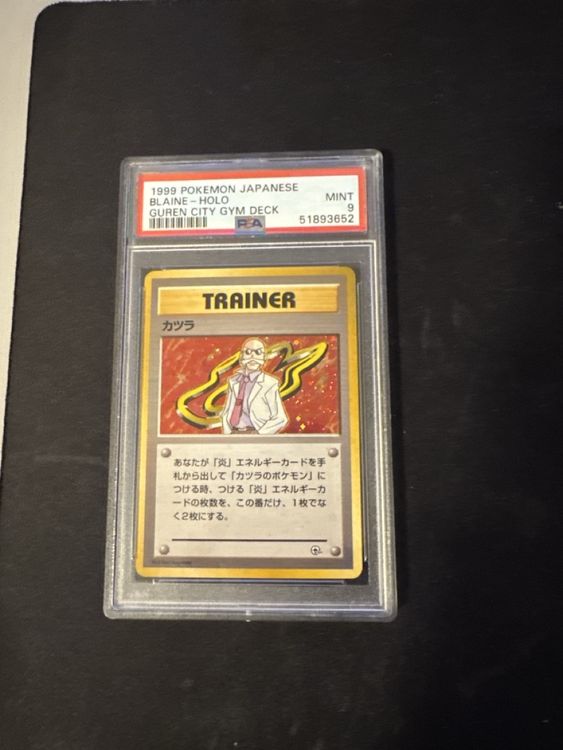 1999 POKEMON JAPANESE
BLAINE-HOLO MINT
GUREN CITY GYM DECK 9
51893652
PSA
TRAINER
カツラ
あなたが「炎」エネルギーカードを手
札から出して「カツラのポケモン」に
つける時、つける「炎」エネルギーカ
ードの枚数を、この番だけ、1枚でな
く2枚にする。